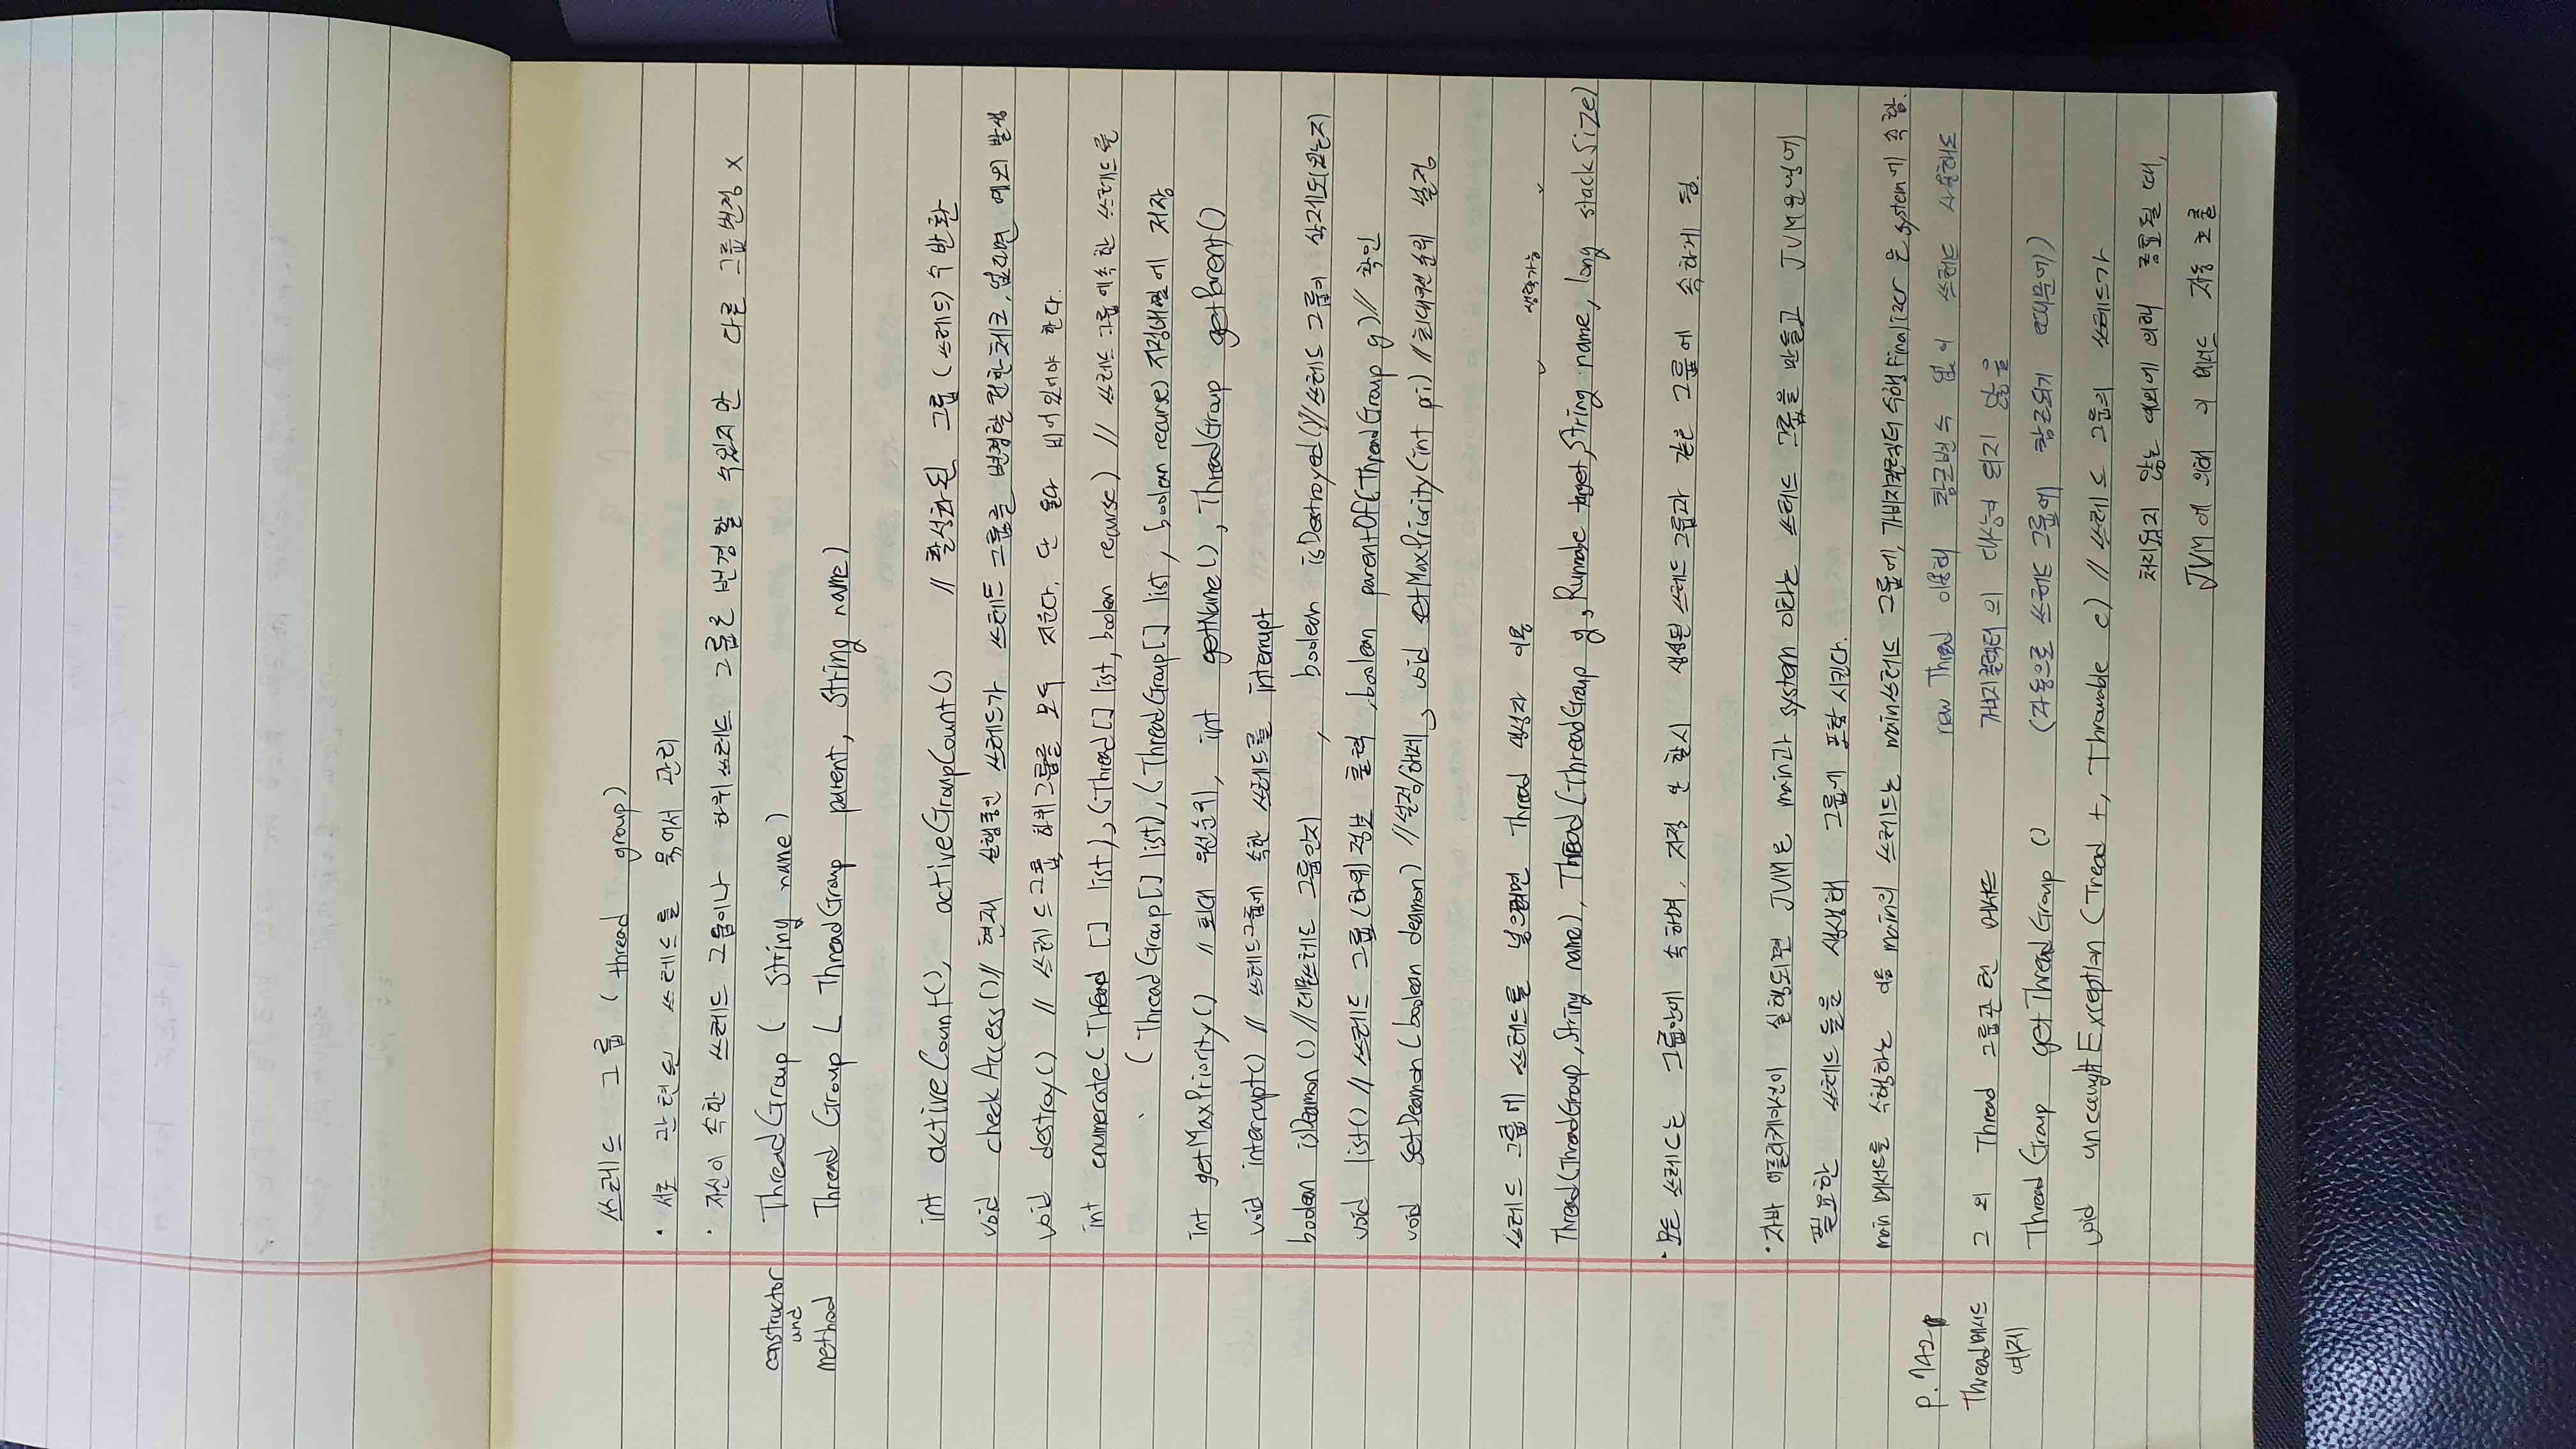 쓰레드 그룹 (thread group)
· 서로 관련된 쓰레드를 묶어서 관리
· 자신이 속한 쓰레드 그룹이나 하위쓰레드 그룹은 변경할 수있지만 다른 그룹변경 x
constructor
and
method
ThreadGroup ( String name )
Thread Group ( ThreadGroup parent, String name )
int activeCount(), activeGroupCount() // 활성화된 그룹 (쓰레드) 수 반환
void checkAccess() // 현재 실행중인 쓰레드가 쓰레드 그룹을 변경할 권한체크, 없다면 예외 발생
void destroy() // 쓰레드그룹, 하위그룹을 모두 지운다. 단 둘다 비어있어야 한다.
int enumerate( Thread [] list ), (Thread[] list, boolean recurse) // 쓰레드 그룹에속한 쓰레드를
( ThreadGroup[] list), ( ThreadGroup[] list, boolean recurse) 지정배열에 저장
int getMaxPriority() // 최대 우선순위, int getName(), ThreadGroup getParent()
void interrupt() // 쓰레드그룹에 속한 쓰레드를 interrupt
boolean isDeamon () // 데몬쓰레드 그룹인지 , boolean isDestroyed() // 쓰레드 그룹이 삭제되었는지
void list() // 쓰레드 그룹(하위) 정보 출력, boolean parentOf(ThreadGroup g) // 확인
void setDeamon (boolean deamon) // 설정/해제, void setMaxPriority(int pri) // 최대우선순위 설정
쓰레드 그룹에 쓰레드를 넣으려면 Thread 생성자 이용
생략가능
Thread(ThreadGroup, String name), Thread (ThreadGroup g, Runnable target, String name, long stackSize)
· 모든 쓰레드는 그룹안에 속하며, 지정 안 할시 생성된 쓰레드 그룹과 같은 그룹에 속하게 됨.
· 자바 어플리케이션이 실행되면 JVM은 main과 system 이라는 쓰레드 그룹을 만들고 JVM운영에
필요한 쓰레드 들을 생성해 그룹에 포함 시킨다.
main 메서드를 수행하는 이름 main의 쓰레드는 main쓰레드 그룹에, 가비지컬렉터 수행 Finalizer 은 system에 속함.
new Thred 이용해 참조변수 없이 쓰레드 사용해도
가비지콜렉터의 대상이 되지 않음
(자동으로 쓰레드 그룹에 참조되기 때문에)
p.742
Thread메서드
예제
그 외 Thread 그룹관련 메서드
Thread Group getThread Group ()
void uncaught Exception (Tread t, Throwable e) // 쓰레드 그룹의 쓰레드가
처리되지 않는 예외에 의해 종료될 때,
JVM에 의해 이 메서드 자동 호출